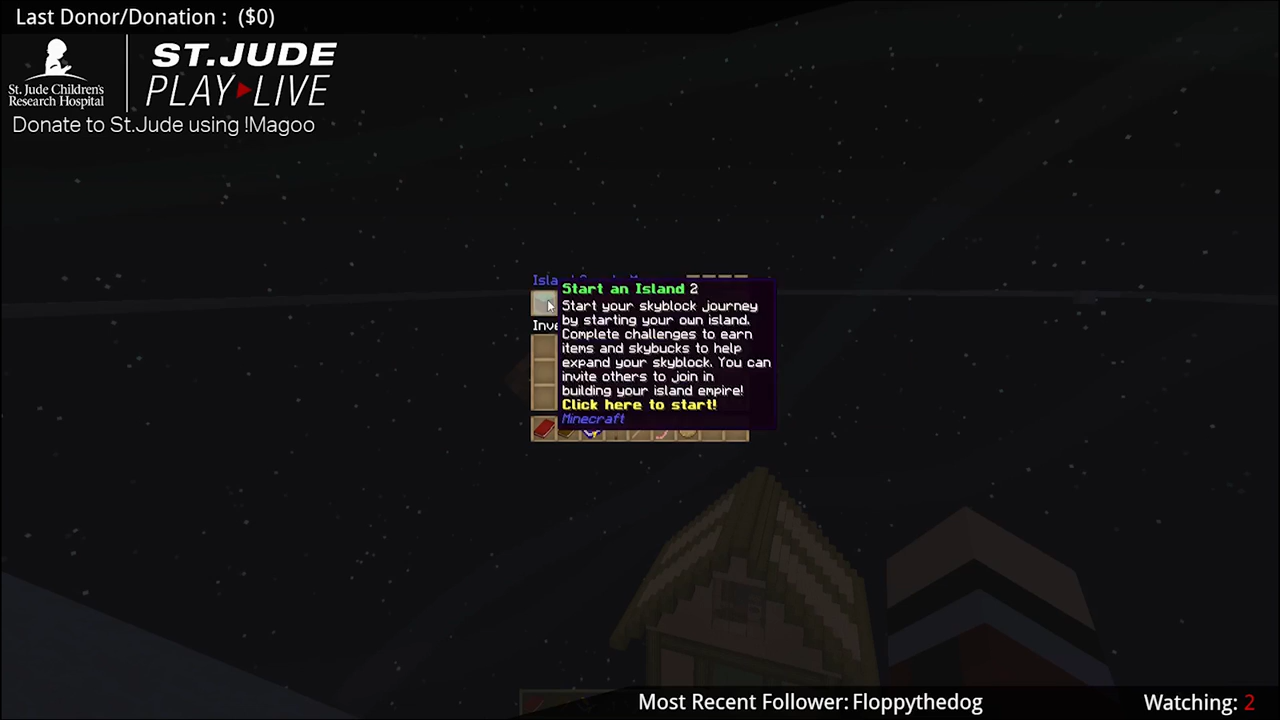 Last Donor/Donation : ($0)
St. Jude Children's
Research Hospital
ST.JUDE
PLAY LIVE
Donate to St.Jude using !Magoo
Start an Island 2
Start your skyblock journey
by starting your own island.
Complete challenges to earn
items and skybucks to help
expand your skyblock. You can
invite others to join in
building your island empire!
Click here to start!
Minecraft
Most Recent Follower: Floppythedog
Watching: 2